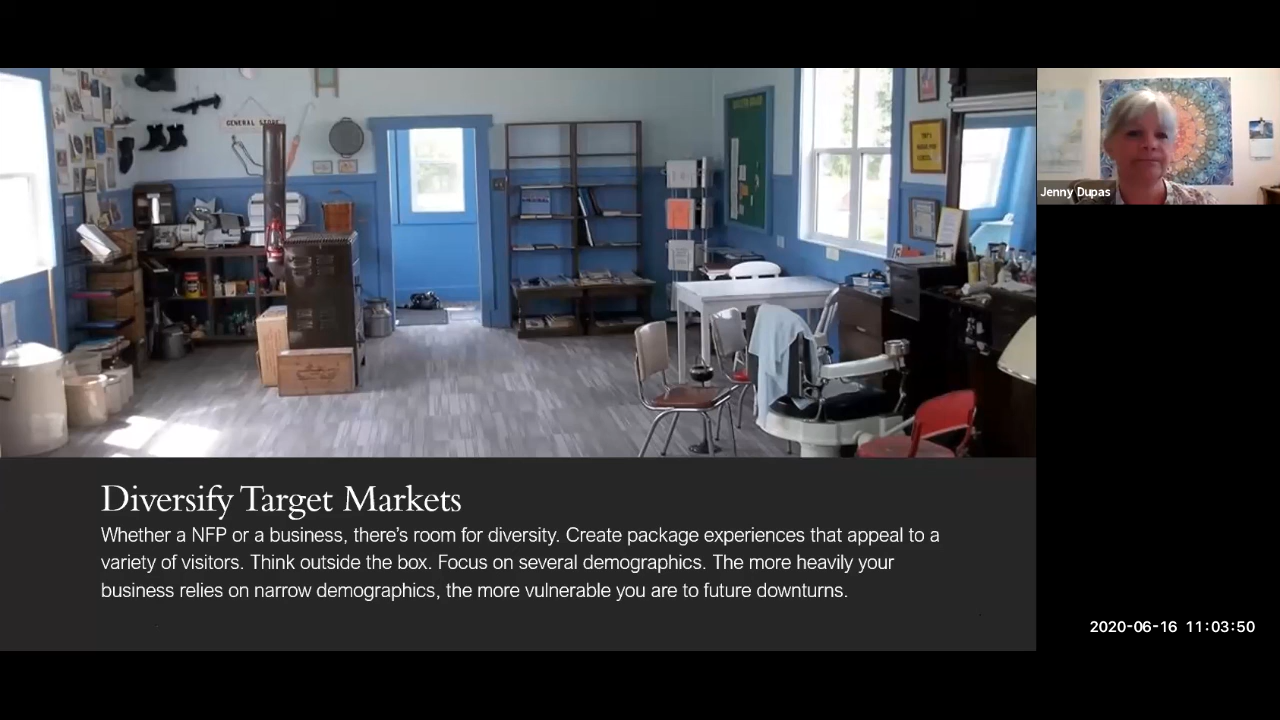 GENERAL STORE
Jenny Dupas
Diversify Target Markets
Whether a NFP or a business, there's room for diversity. Create package experiences that appeal to a
variety of visitors. Think outside the box. Focus on several demographics. The more heavily your
business relies on narrow demographics, the more vulnerable you are to future downturns.
2020-06-16 11:03:50